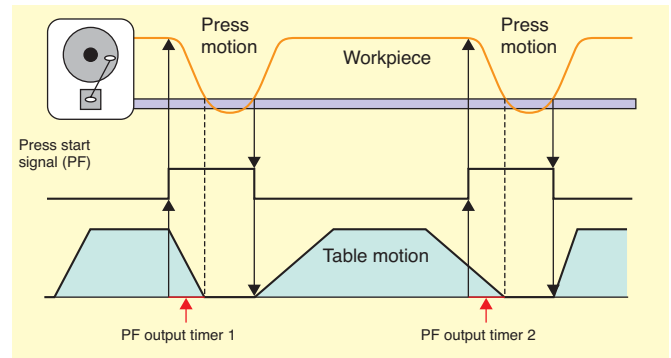 Press
motion
Press
motion
Workpiece
Press start
signal (PF)
Table motion
PF output timer 1
PF output timer 2